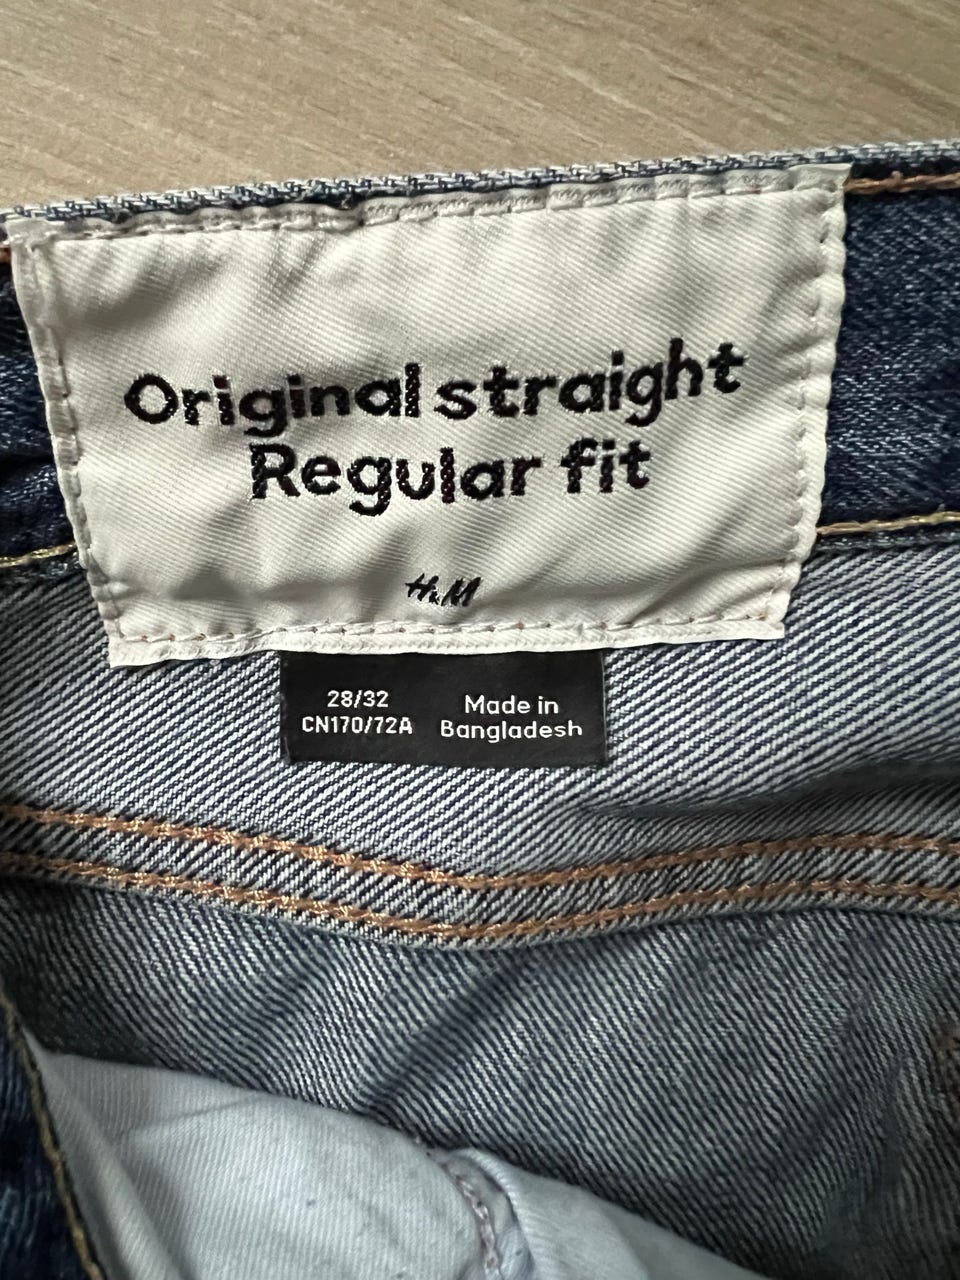 Original straight
Regular fit
H&M
28/32
CN170/72A
Made in
Bangladesh